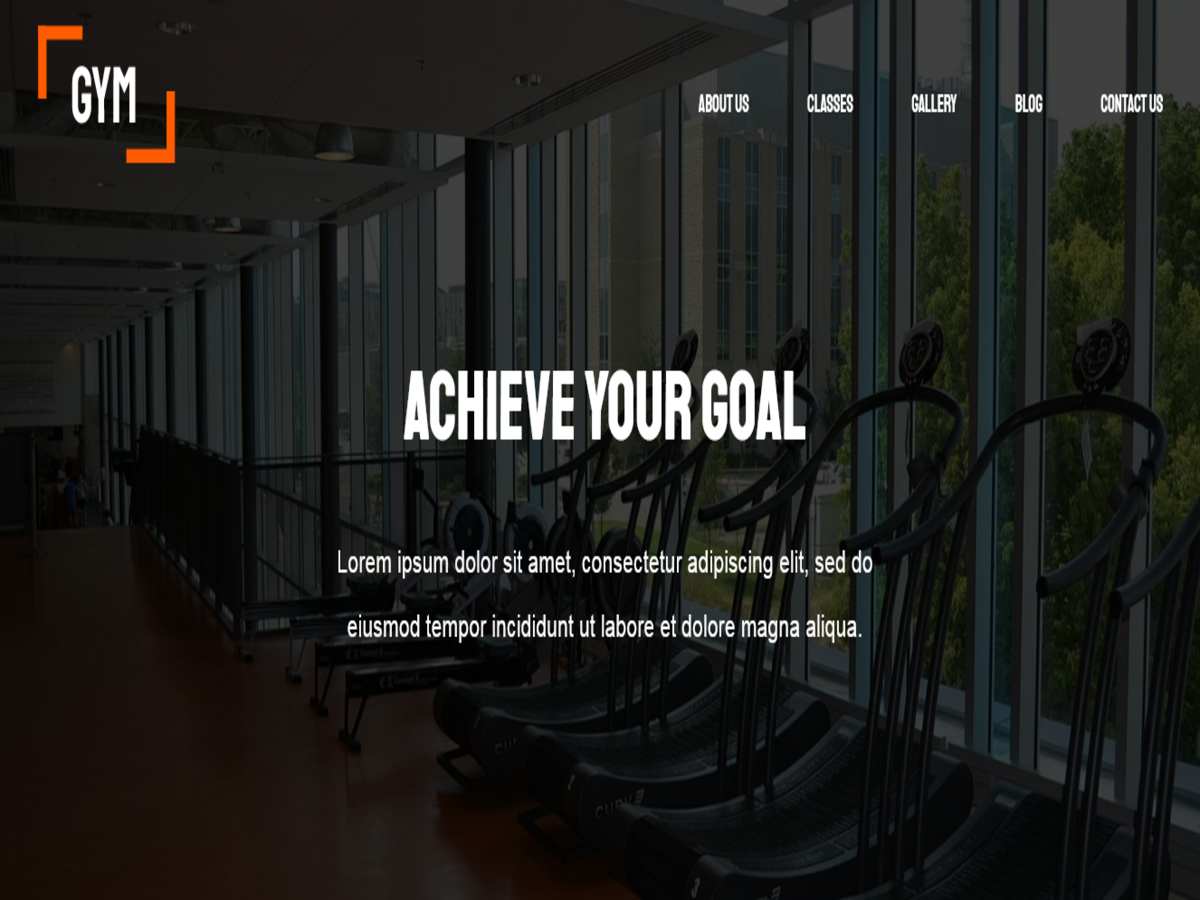 GYM
ABOUT US
CLASSES
GALLERY
BLOG
CONTACT US
ACHIEVE YOUR GOAL
Lorem ipsum dolor sit amet, consectetur adipiscing elit, sed do
eiusmod tempor incididunt ut labore et dolore magna aliqua.
3